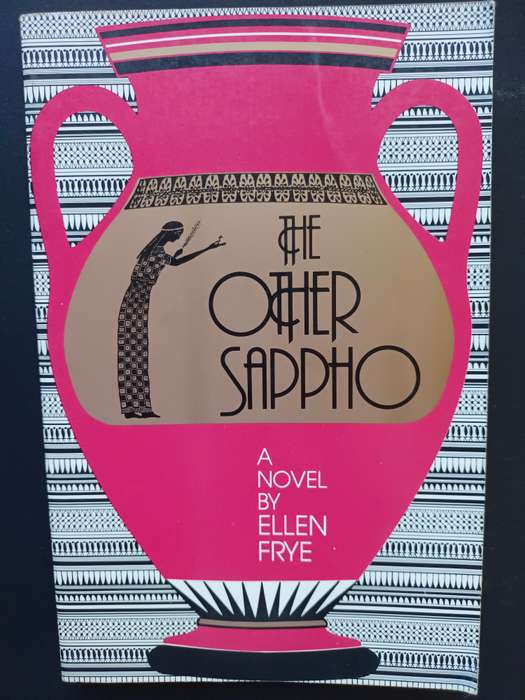 THE
OTHER
SAPPHO
A
NOVEL
BY
ELLEN
FRYE